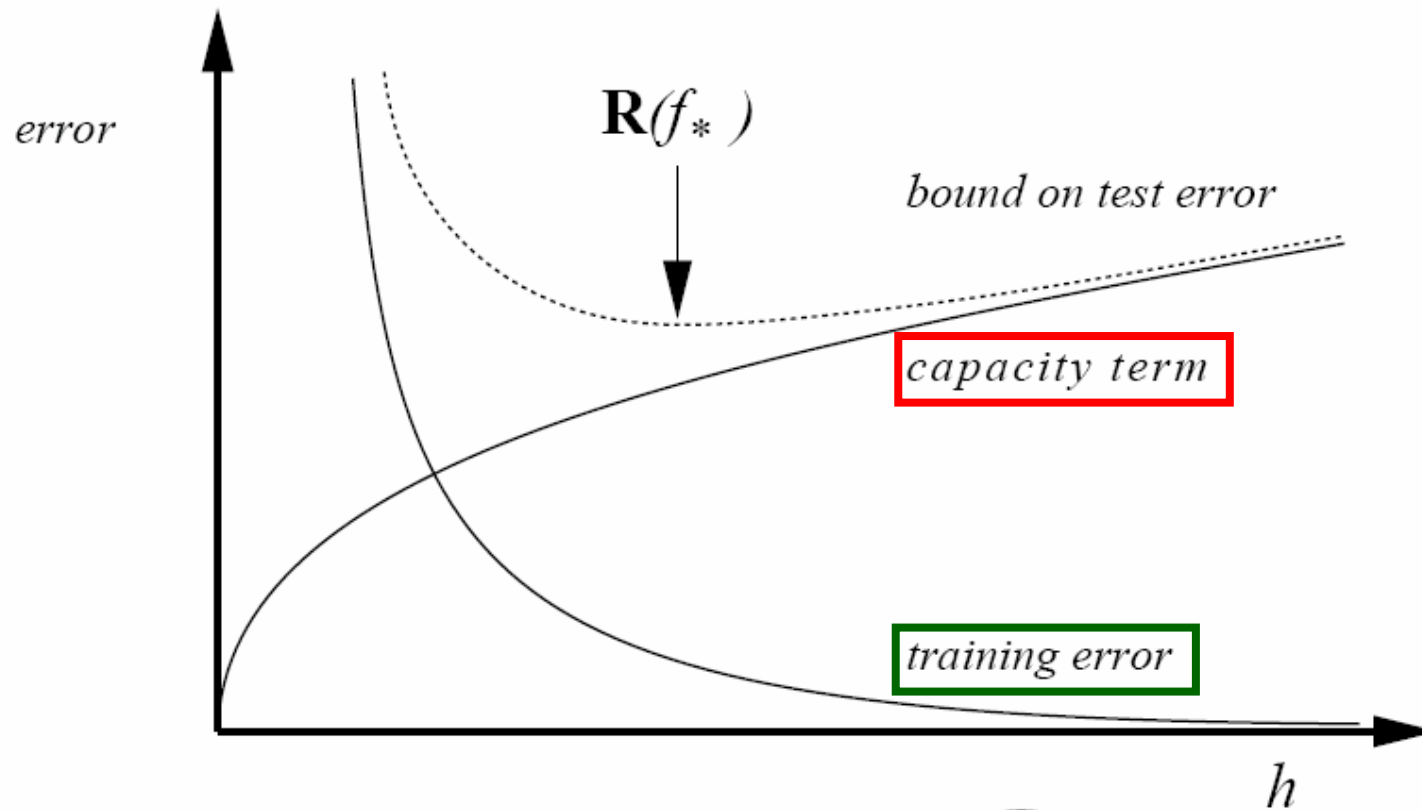 error
R(f* )
bound on test error
capacity term
training error
h